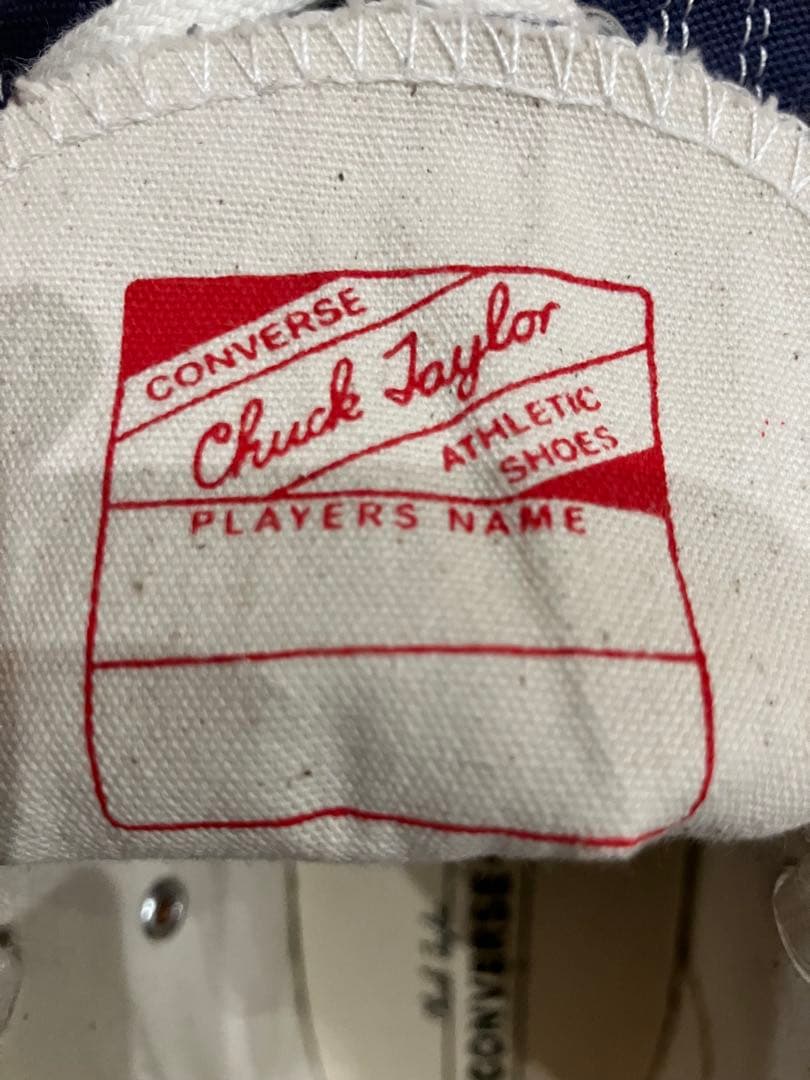 CONVERSE
Chuck Taylor
ATHLETIC
SHOES
PLAYERS NAME
CONVERSE